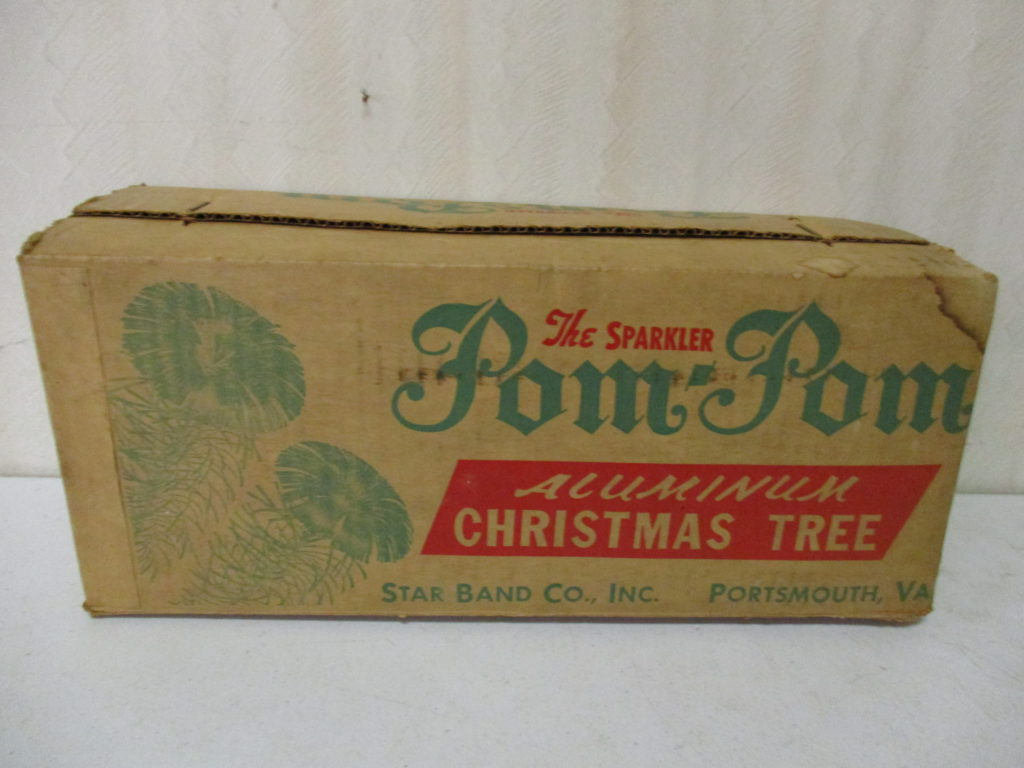 The SPARKLER
Pom-Pom
ALUMINUM
CHRISTMAS TREE
STAR BAND CO., INC. PORTSMOUTH, VA